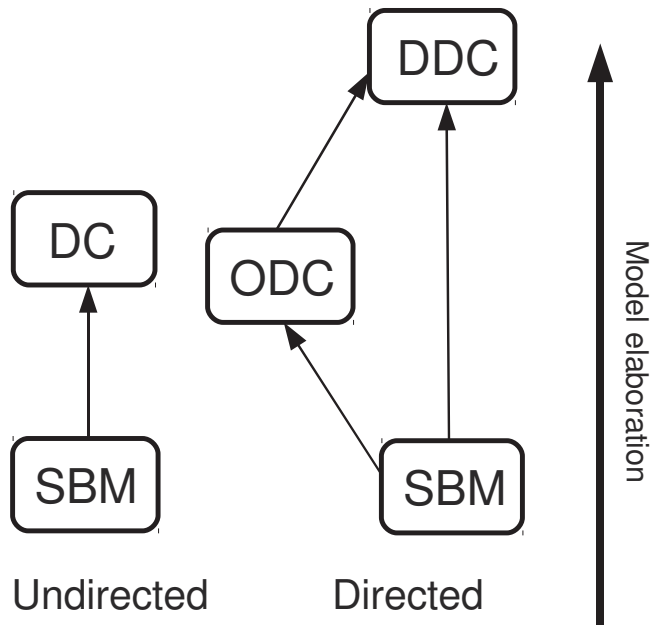 DDC
DC
ODC
Model elaboration
SBM
SBM
Undirected
Directed